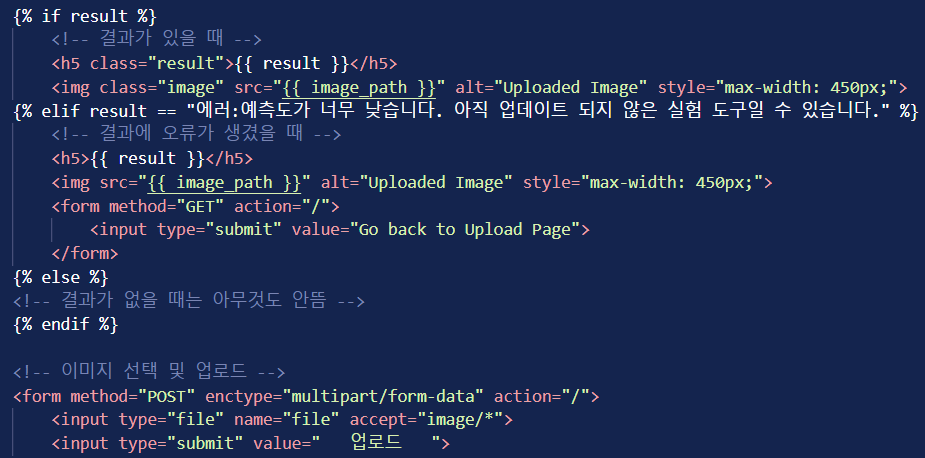 {% if result %}
<!-- 결과가 있을 때 -->
<h5 class="result">{{ result }}</h5>
<img class="image" src="{{ image_path }}" alt="Uploaded Image" style="max-width: 450px;">
{% elif result == "에러:예측도가 너무 낮습니다. 아직 업데이트 되지 않은 실험 도구일 수 있습니다." %}
<!-- 결과에 오류가 생겼을 때 -->
<h5>{{ result }}</h5>
<img src="{{ image_path }}" alt="Uploaded Image" style="max-width: 450px;">
<form method="GET" action="/">
<input type="submit" value="Go back to Upload Page">
</form>
{% else %}
<!-- 결과가 없을 때는 아무것도 안뜸 -->
{% endif %}
<!-- 이미지 선택 및 업로드 -->
<form method="POST" enctype="multipart/form-data" action="/">
<input type="file" name="file" accept="image/*">
<input type="submit" value="   업로드   ">